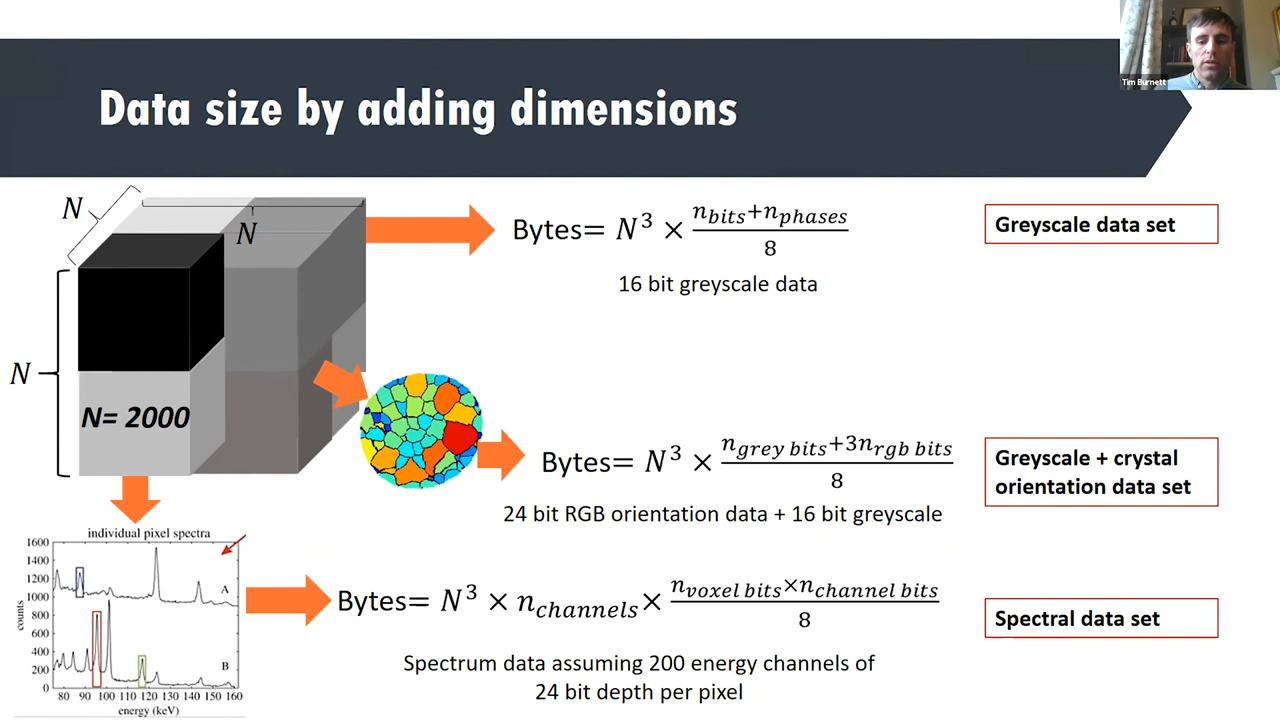 Tim Burnett
Data size by adding dimensions
N
N
N
N= 2000
Bytes= N³ × (n_bits+n_phases)/8
16 bit greyscale data
Greyscale data set
Bytes= N³ × (n_grey bits+3n_rgb bits)/8
24 bit RGB orientation data + 16 bit greyscale
Greyscale + crystal
orientation data set
individual pixel spectra
1600
1400
1200
1000
800
600
400
200
0
counts
A
B
80 90 100 110 120 130 140 150 160
energy (keV)
Bytes= N³ × n_channels × (n_voxel bits×n_channel bits)/8
Spectrum data assuming 200 energy channels of
24 bit depth per pixel
Spectral data set